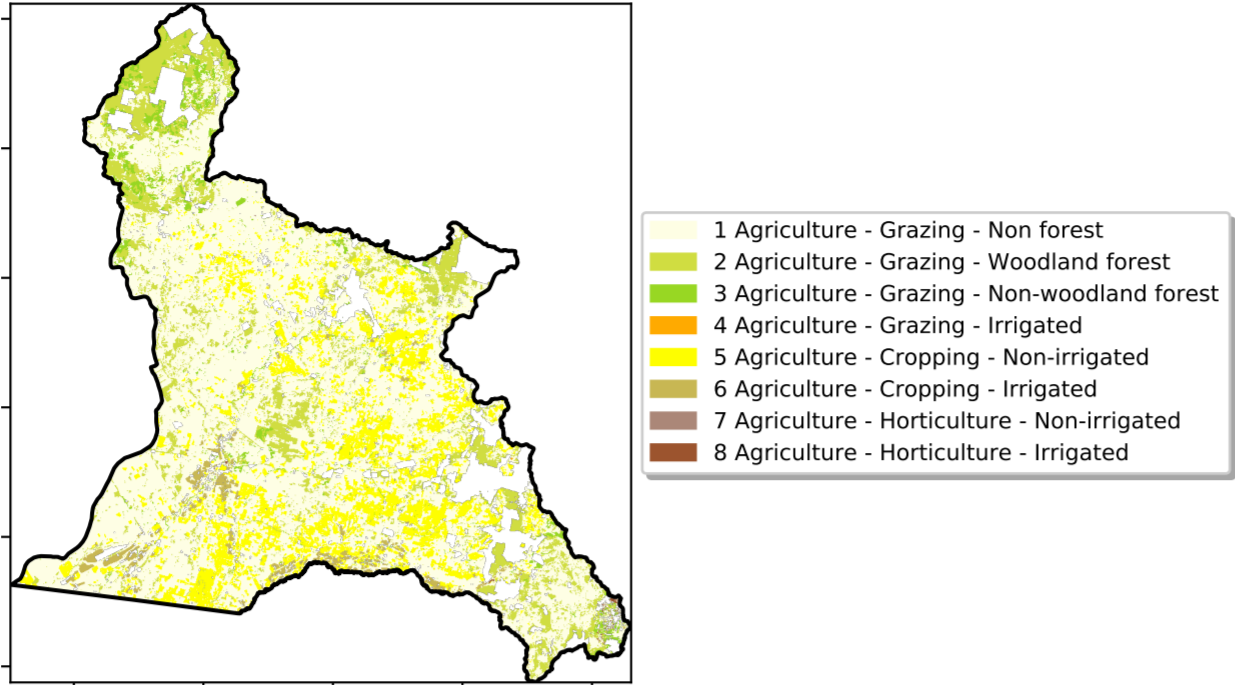 1 Agriculture - Grazing - Non forest
2 Agriculture - Grazing - Woodland forest
3 Agriculture - Grazing - Non-woodland forest
4 Agriculture - Grazing - Irrigated
5 Agriculture - Cropping - Non-irrigated
6 Agriculture - Cropping - Irrigated
7 Agriculture - Horticulture - Non-irrigated
8 Agriculture - Horticulture - Irrigated